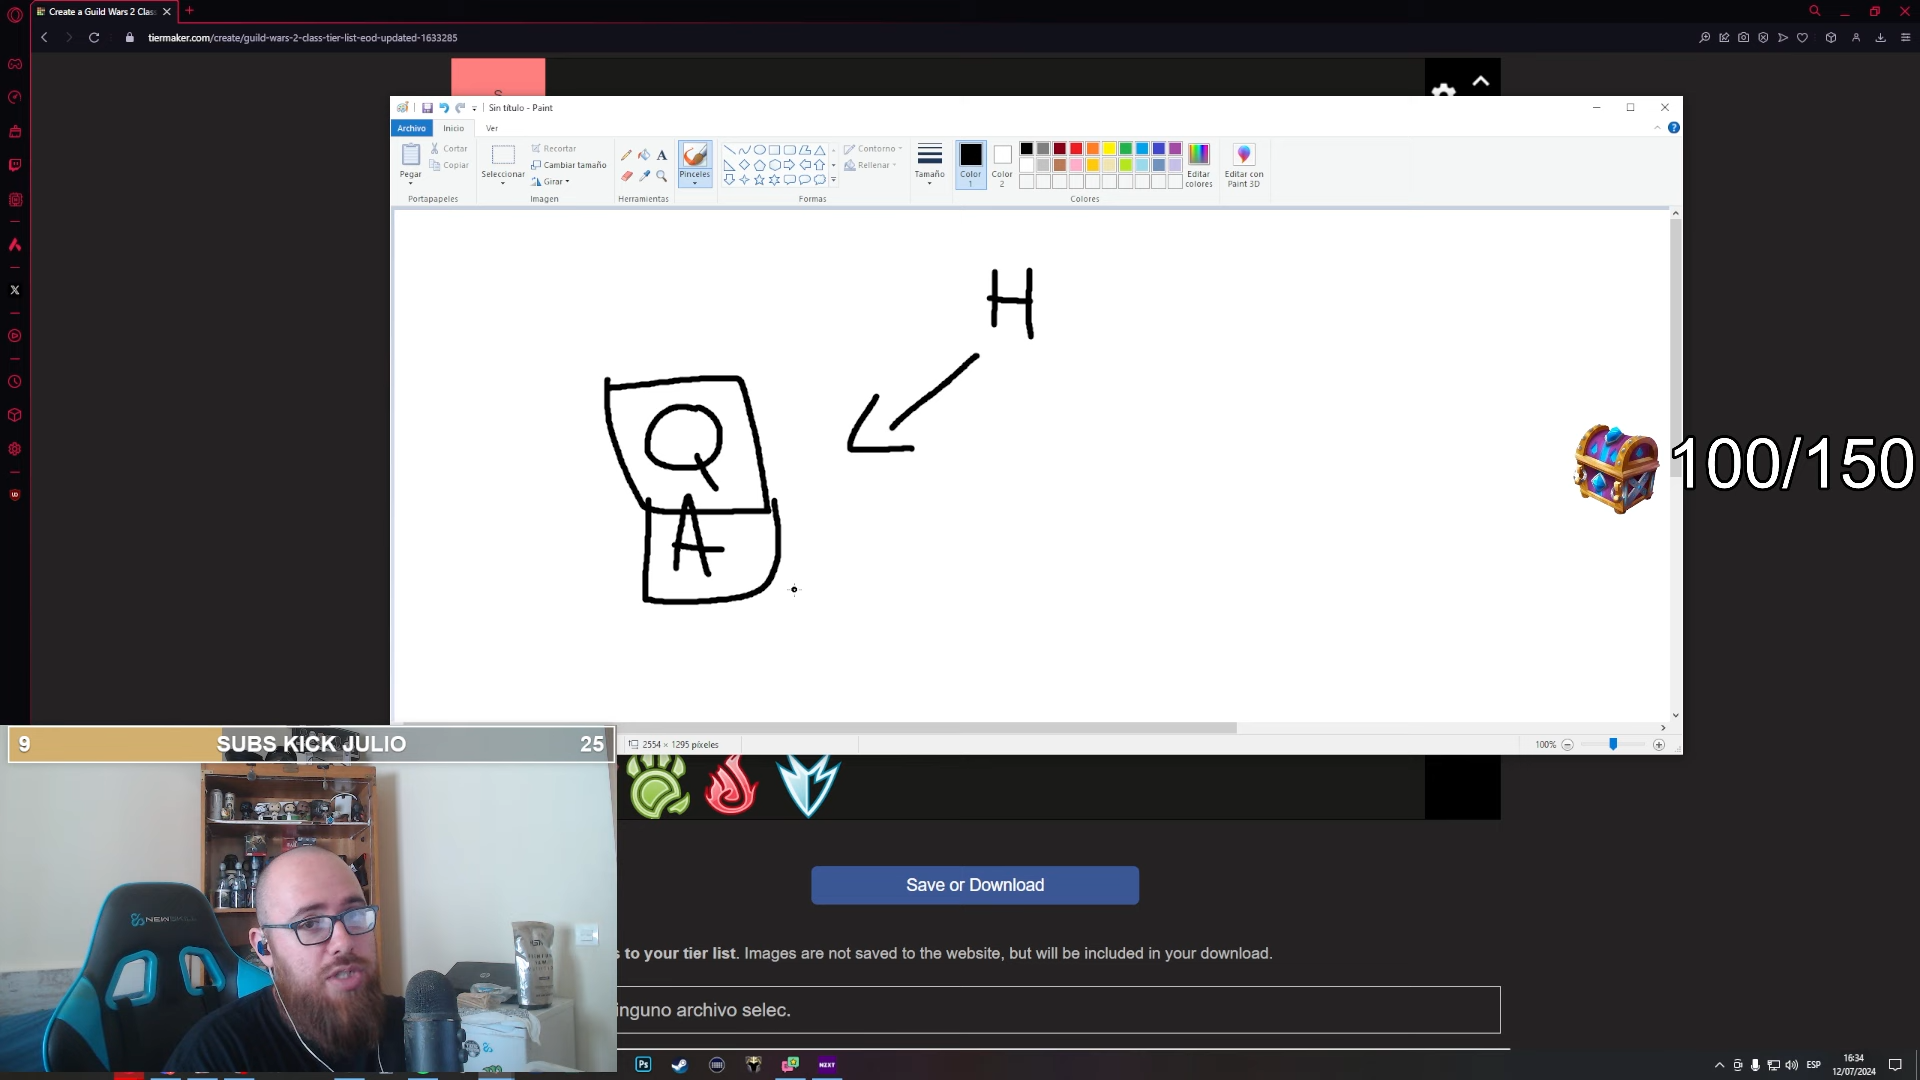 Create a Guild Wars 2 Clas
tiermaker.com/create/guild-wars-2-class-tier-list-eod-updated-1633285
S
Sin título - Paint
Archivo Inicio Ver
Pegar
Cortar
Copiar
Portapapeles
Seleccionar
Recortar
Cambiar tamaño
Girar
Imagen
A
Herramientas
Pinceles
Formas
Contorno
Rellenar
Tamaño
Color 1
Color 2
Colores
Editar colores
Editar con Paint 3D
H
Q
A
100/150
2554 × 1295 píxeles
100%
9 SUBS KICK JULIO 25
NEWSKILL
Save or Download
s to your tier list. Images are not saved to the website, but will be included in your download.
inguno archivo selec.
Ps
NZXT
ESP
16:34
12/07/2024